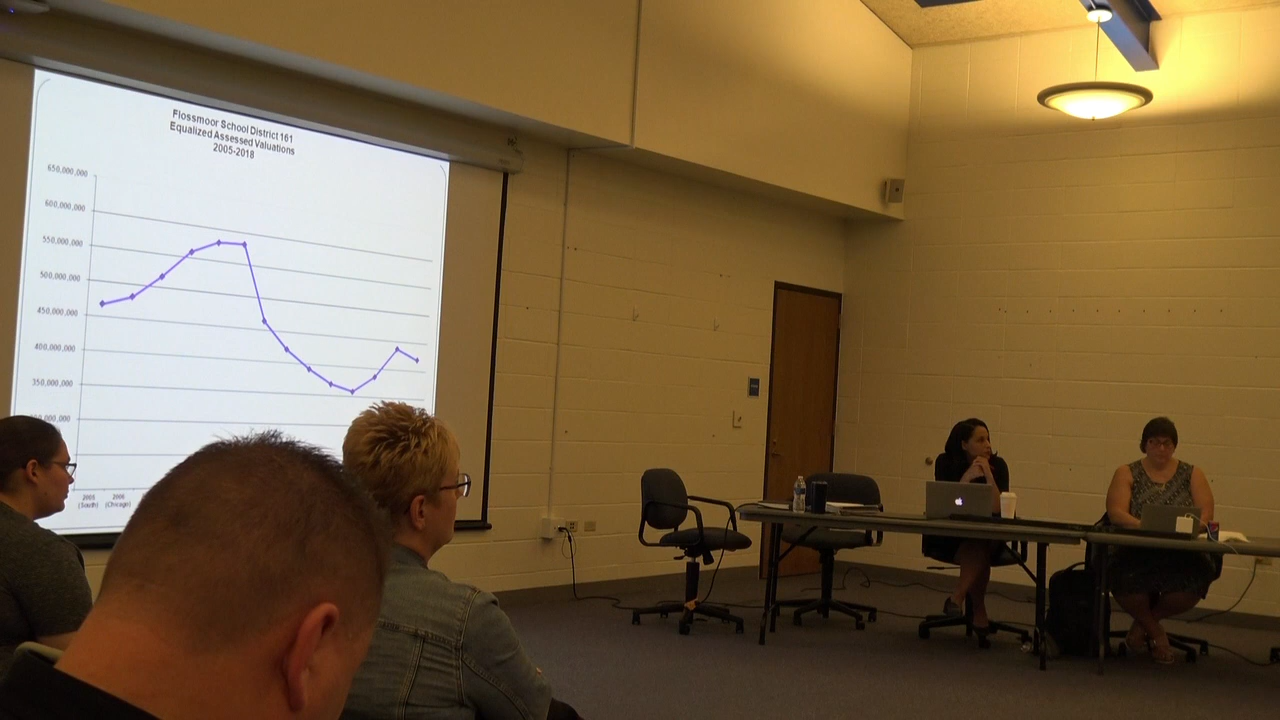 Flossmoor School District 161
Equalized Assessed Valuations
2005-2018
650,000,000
600,000,000
550,000,000
500,000,000
450,000,000
400,000,000
350,000,000
2005
(South)
2006
(Chicago)